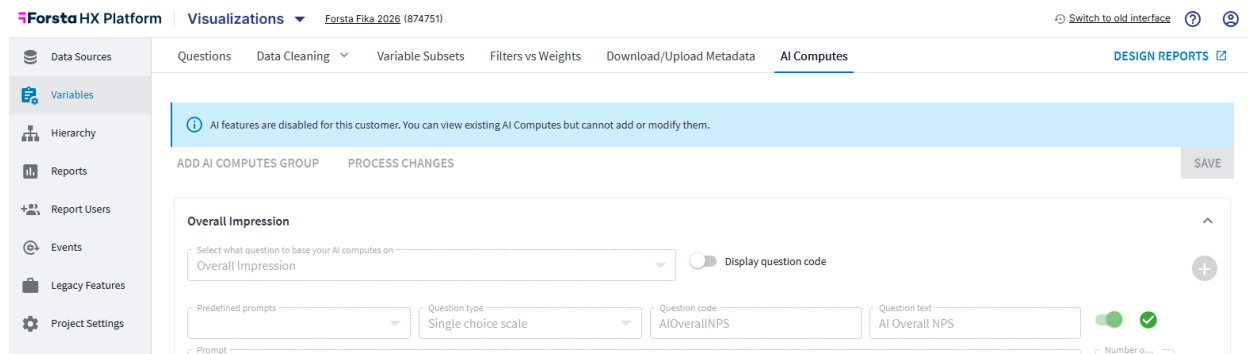 Forsta HX Platform
Visualizations
Forsta Fika 2026 (874751)
Switch to old interface
Data Sources
Questions
Data Cleaning
Variable Subsets
Filters vs Weights
Download/Upload Metadata
AI Computes
DESIGN REPORTS
Variables
AI features are disabled for this customer. You can view existing AI Computes but cannot add or modify them.
Hierarchy
ADD AI COMPUTES GROUP
PROCESS CHANGES
SAVE
Reports
Report Users
Overall Impression
Events
Select what question to base your AI computes on
Overall Impression
Display question code
Legacy Features
Predefined prompts
Question type
Single choice scale
Question code
AIOverallNPS
Question text
AI Overall NPS
Project Settings
Prompt
Number o...